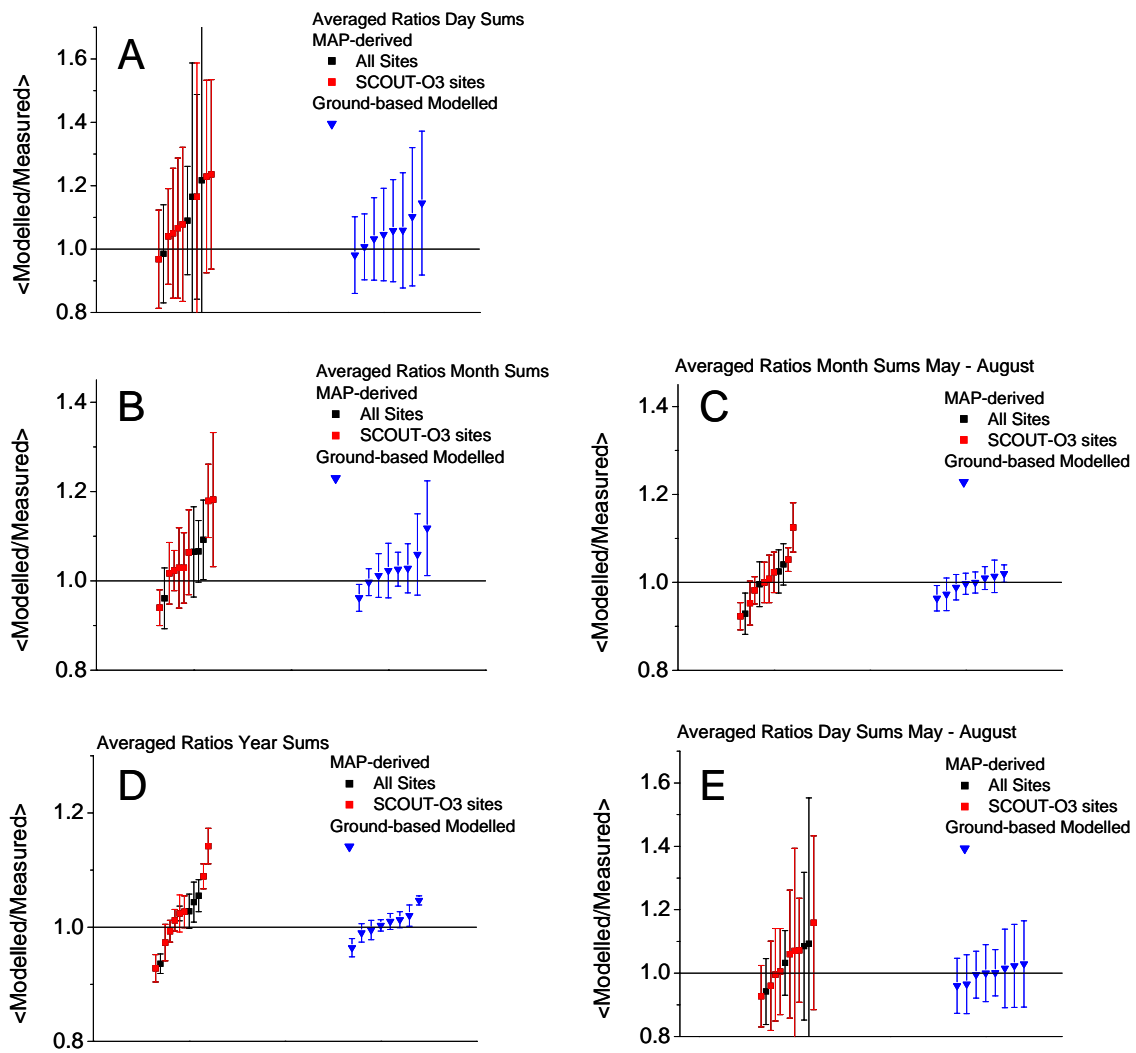 Averaged Ratios Day Sums
MAP-derived
All Sites
SCOUT-O3 sites
Ground-based Modelled
A
1.6
1.4
1.2
1.0
0.8
<Modelled/Measured>
Averaged Ratios Month Sums
MAP-derived
All Sites
SCOUT-O3 sites
Ground-based Modelled
B
1.4
1.2
1.0
0.8
<Modelled/Measured>
Averaged Ratios Month Sums May - August
MAP-derived
All Sites
SCOUT-O3 sites
Ground-based Modelled
C
1.4
1.2
1.0
0.8
<Modelled/Measured>
Averaged Ratios Year Sums
MAP-derived
All Sites
SCOUT-O3 sites
Ground-based Modelled
D
1.2
1.0
0.8
<Modelled/Measured>
Averaged Ratios Day Sums May - August
MAP-derived
All Sites
SCOUT-O3 sites
Ground-based Modelled
E
1.6
1.4
1.2
1.0
0.8
<Modelled/Measured>